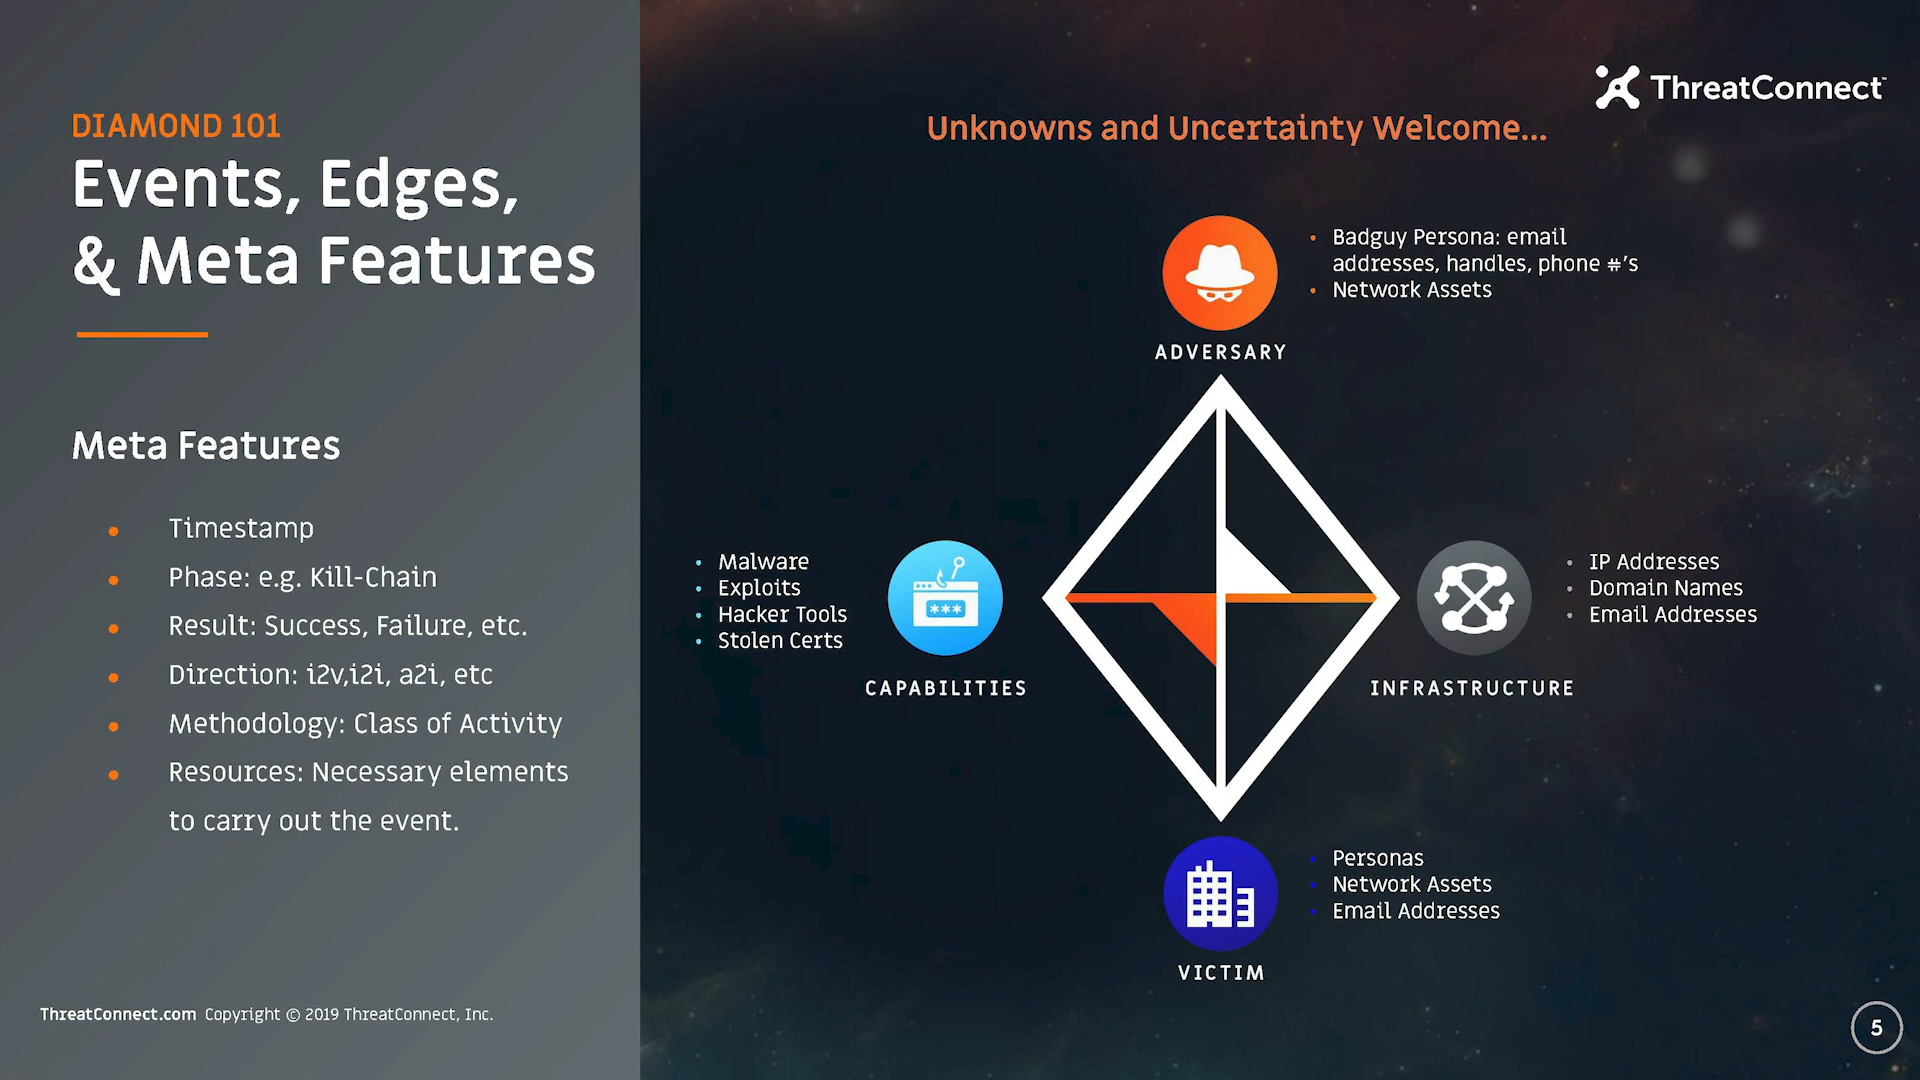 DIAMOND 101
Events, Edges,
& Meta Features
Meta Features
Timestamp
Phase: e.g. Kill-Chain
Result: Success, Failure, etc.
Direction: i2v,i2i, a2i, etc
Methodology: Class of Activity
Resources: Necessary elements
to carry out the event.
ThreatConnect.com Copyright © 2019 ThreatConnect, Inc.
ThreatConnect™
Unknowns and Uncertainty Welcome...
Badguy Persona: email
addresses, handles, phone #'s
Network Assets
ADVERSARY
Malware
Exploits
Hacker Tools
Stolen Certs
***
CAPABILITIES
INFRASTRUCTURE
IP Addresses
Domain Names
Email Addresses
Personas
Network Assets
Email Addresses
VICTIM
5